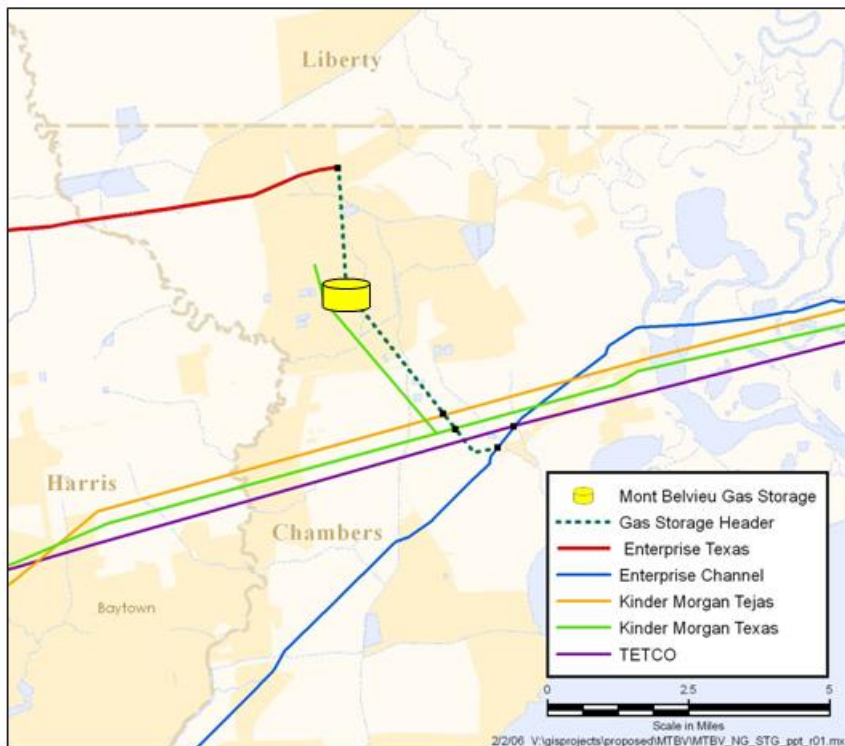 Liberty
Harris
Chambers
Baytown
Mont Belvieu Gas Storage
Gas Storage Header
Enterprise Texas
Enterprise Channel
Kinder Morgan Tejas
Kinder Morgan Texas
TETCO
0 2.5 5
Scale in Miles
2/2/06 V:\gisprojects\proposed\MTBV\MTBV_NG_STG_ppt_r01.mx